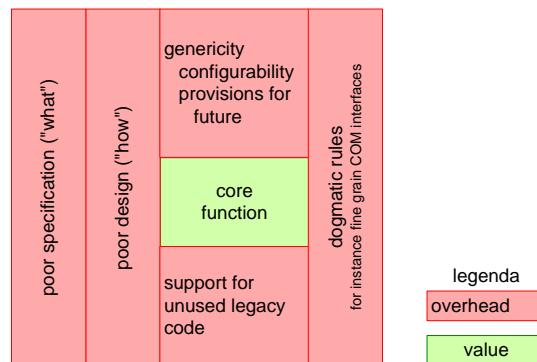 poor specification ("what")
poor design ("how")
genericity
configurability
provisions for
future
core
function
support for
unused legacy
code
dogmatic rules
for instance fine grain COM interfaces
legenda
overhead
value